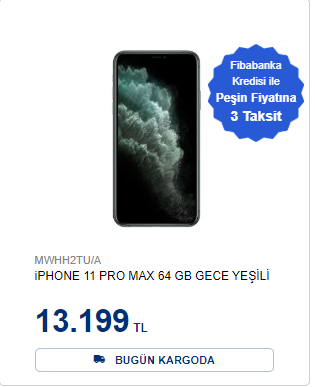 Fibabanka
Kredisi ile
Peşin Fiyatına
3 Taksit
MWHH2TU/A
iPHONE 11 PRO MAX 64 GB GECE YEŞİLİ
13.199 TL
BUGÜN KARGODA